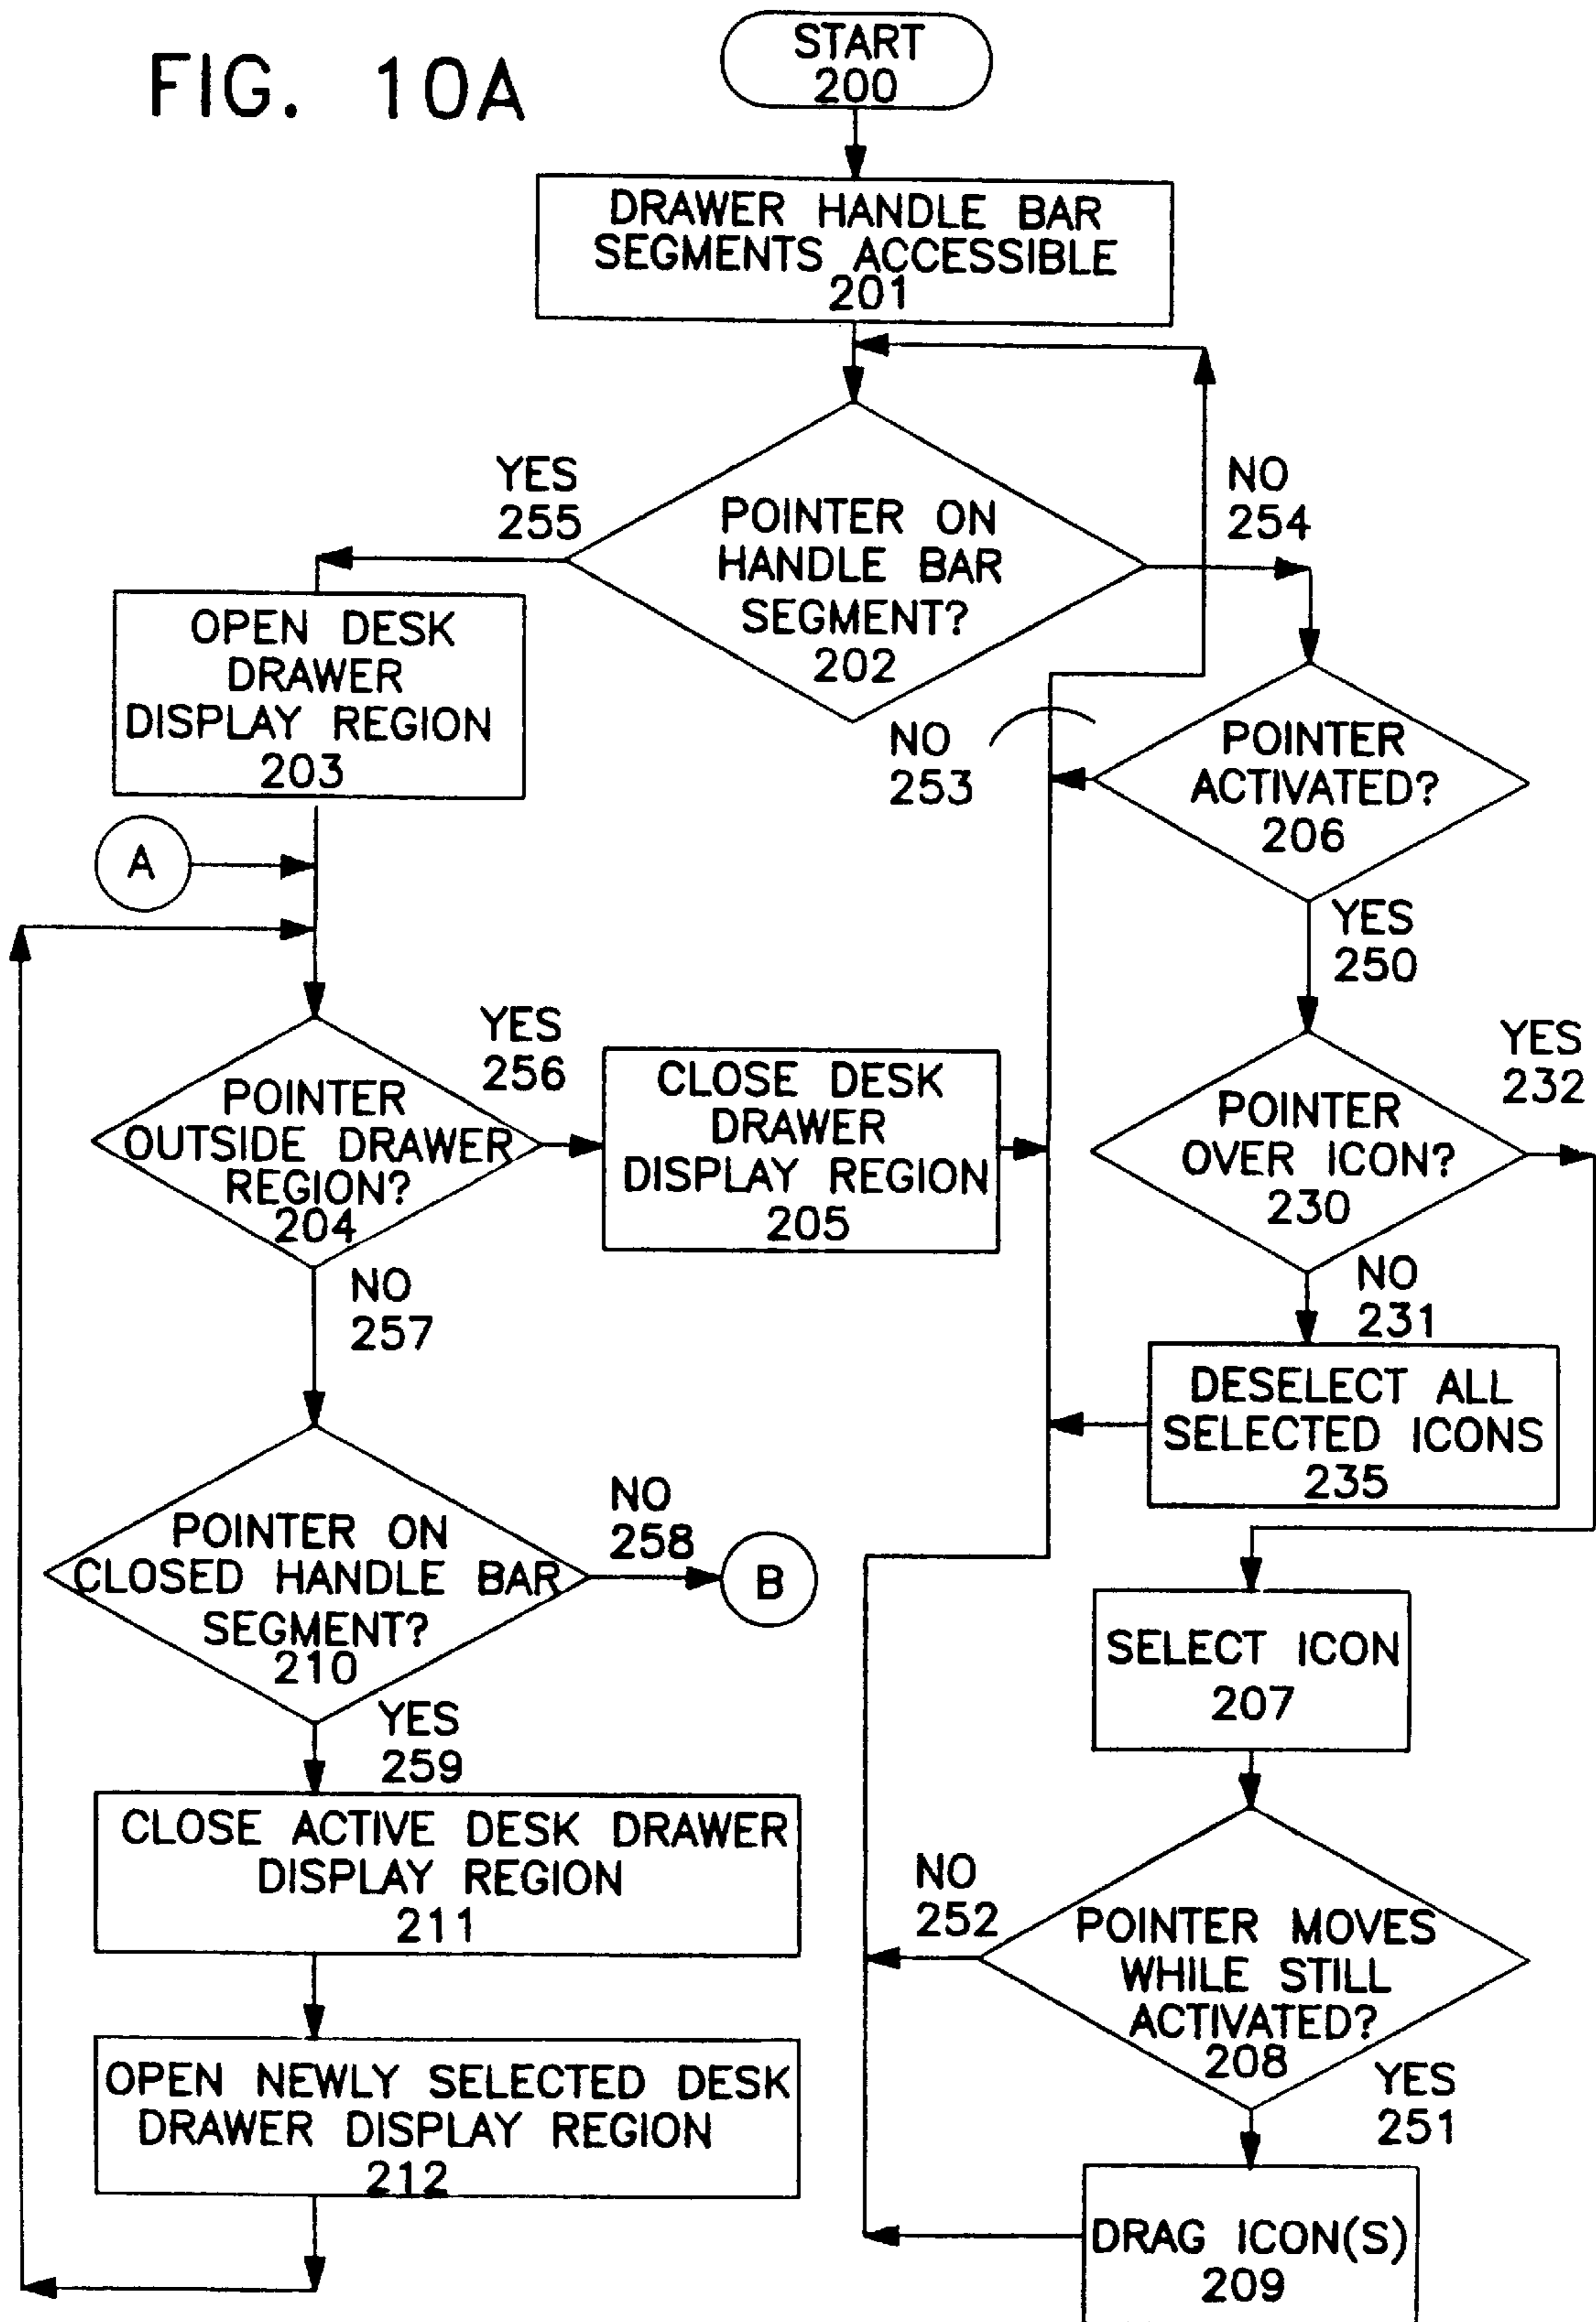 FIG. 10A
START
200
DRAWER HANDLE BAR
SEGMENTS ACCESSIBLE
201
YES
255
POINTER ON
HANDLE BAR
SEGMENT?
202
NO
254
OPEN DESK
DRAWER
DISPLAY REGION
203
NO
253
POINTER
ACTIVATED?
206
A
YES
250
POINTER
OUTSIDE DRAWER
REGION?
204
YES
256
CLOSE DESK
DRAWER
DISPLAY REGION
205
POINTER
OVER ICON?
230
YES
232
NO
257
NO
231
DESELECT ALL
SELECTED ICONS
235
POINTER ON
CLOSED HANDLE BAR
SEGMENT?
210
NO
258
B
SELECT ICON
207
YES
259
CLOSE ACTIVE DESK DRAWER
DISPLAY REGION
211
NO
252
POINTER MOVES
WHILE STILL
ACTIVATED?
208
YES
251
OPEN NEWLY SELECTED DESK
DRAWER DISPLAY REGION
212
DRAG ICON(S)
209